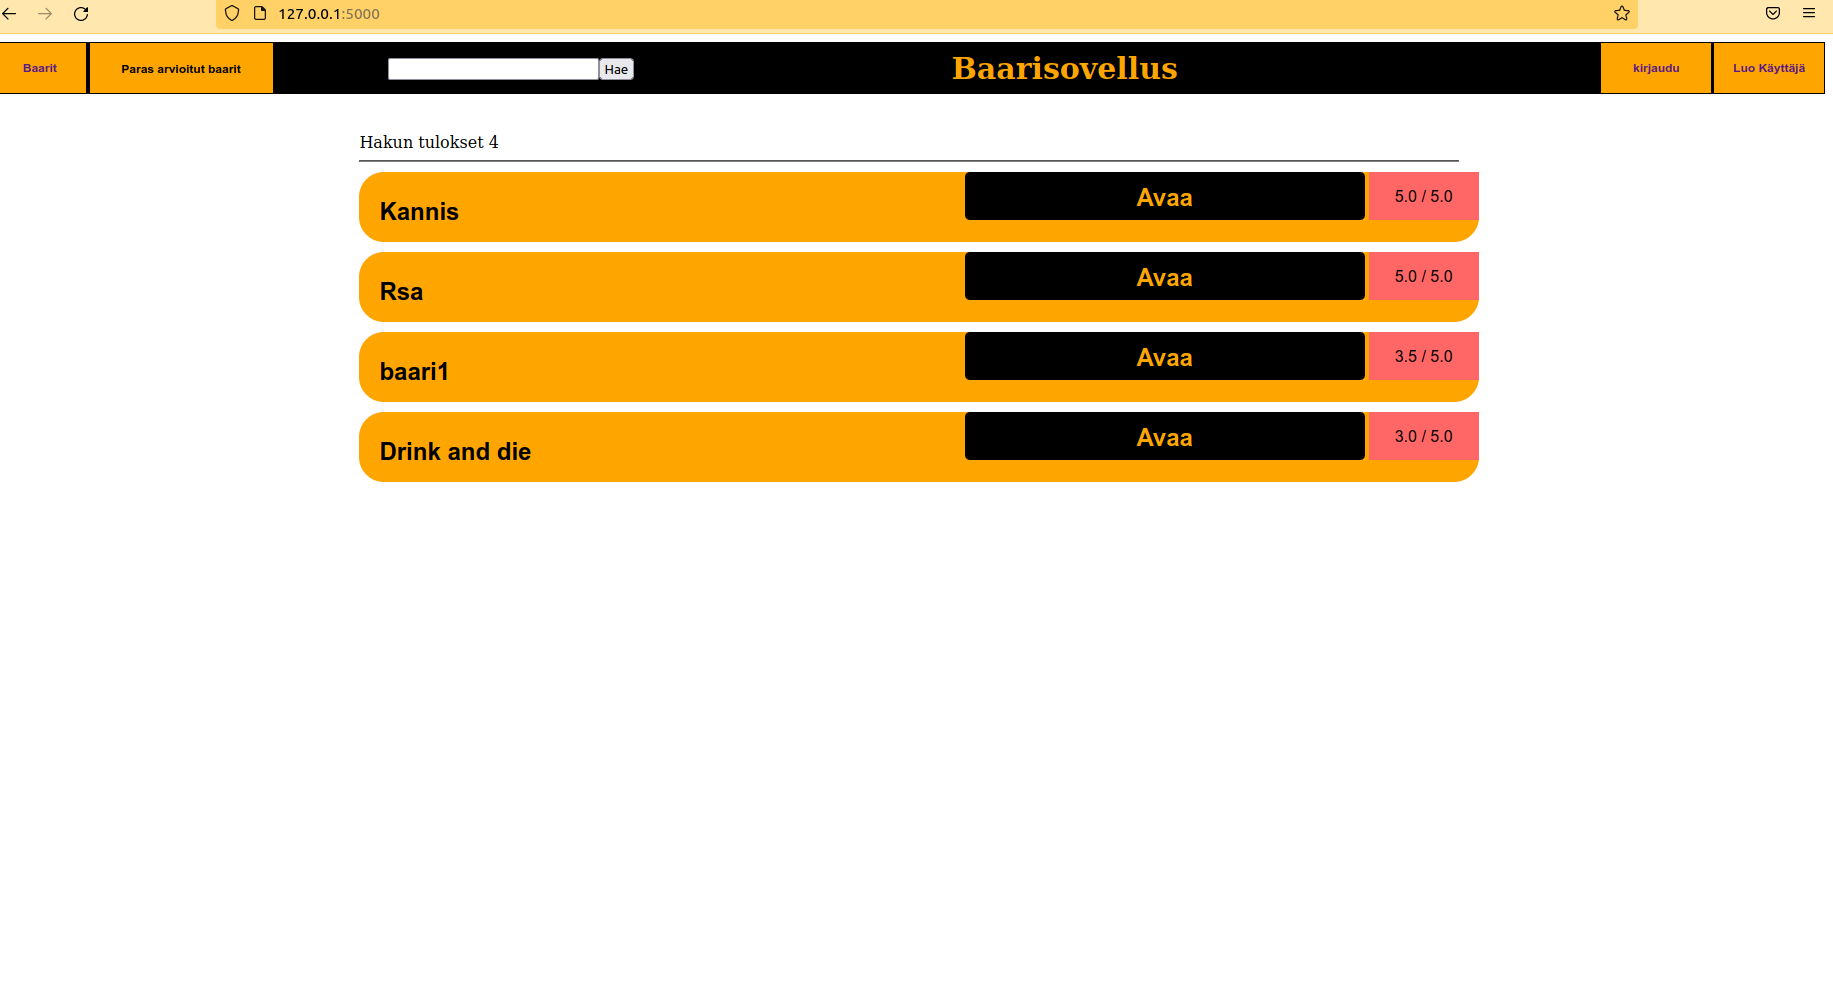 127.0.0.1:5000
Baarit Paras arvioitut baarit Hae Baarisovellus kirjaudu Luo Käyttäjä
Hakun tulokset 4
Kannis Avaa 5.0 / 5.0
Rsa Avaa 5.0 / 5.0
baari1 Avaa 3.5 / 5.0
Drink and die Avaa 3.0 / 5.0